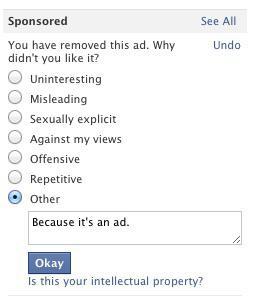 Sponsored See All
You have removed this ad. Why Undo
didn't you like it?
Uninteresting
Misleading
Sexually explicit
Against my views
Offensive
Repetitive
Other
Because it's an ad.
Okay
Is this your intellectual property?